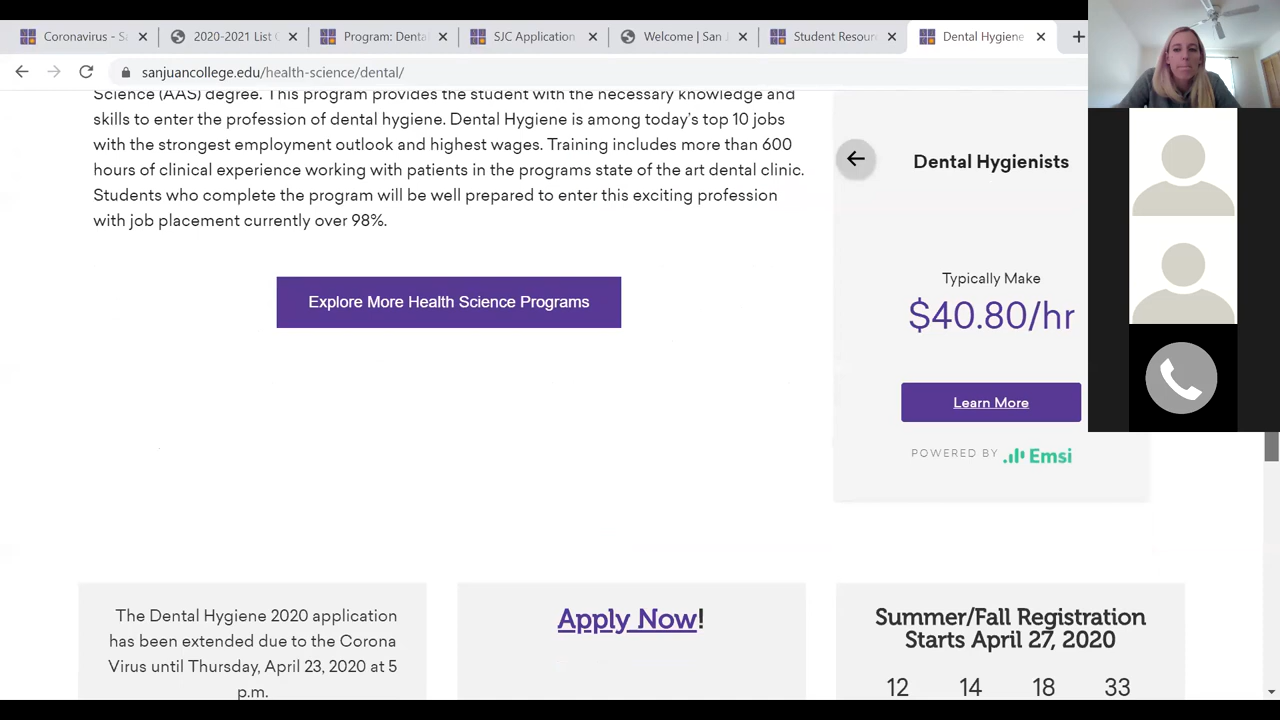 Coronavirus - S
2020-2021 List
Program: Denta
SJC Application
Welcome | San J
Student Resour
Dental Hygiene
sanjuancollege.edu/health-science/dental/
Science (AAS) degree. This program provides the student with the necessary knowledge and
skills to enter the profession of dental hygiene. Dental Hygiene is among today's top 10 jobs
with the strongest employment outlook and highest wages. Training includes more than 600
hours of clinical experience working with patients in the programs state of the art dental clinic.
Students who complete the program will be well prepared to enter this exciting profession
with job placement currently over 98%.
Explore More Health Science Programs
Dental Hygienists
Typically Make
$40.80/hr
Learn More
POWERED BY Emsi
The Dental Hygiene 2020 application
has been extended due to the Corona
Virus until Thursday, April 23, 2020 at 5
p.m.
Apply Now!
Summer/Fall Registration
Starts April 27, 2020
12 14 18 33